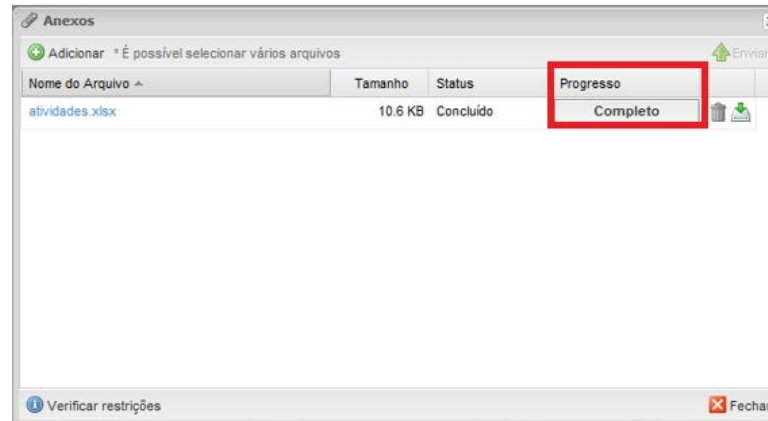 Anexos
Adicionar * É possível selecionar vários arquivos Enviar
Nome do Arquivo Tamanho Status Progresso
atividades.xlsx 10.6 KB Concluído Completo
Verificar restrições Fechar